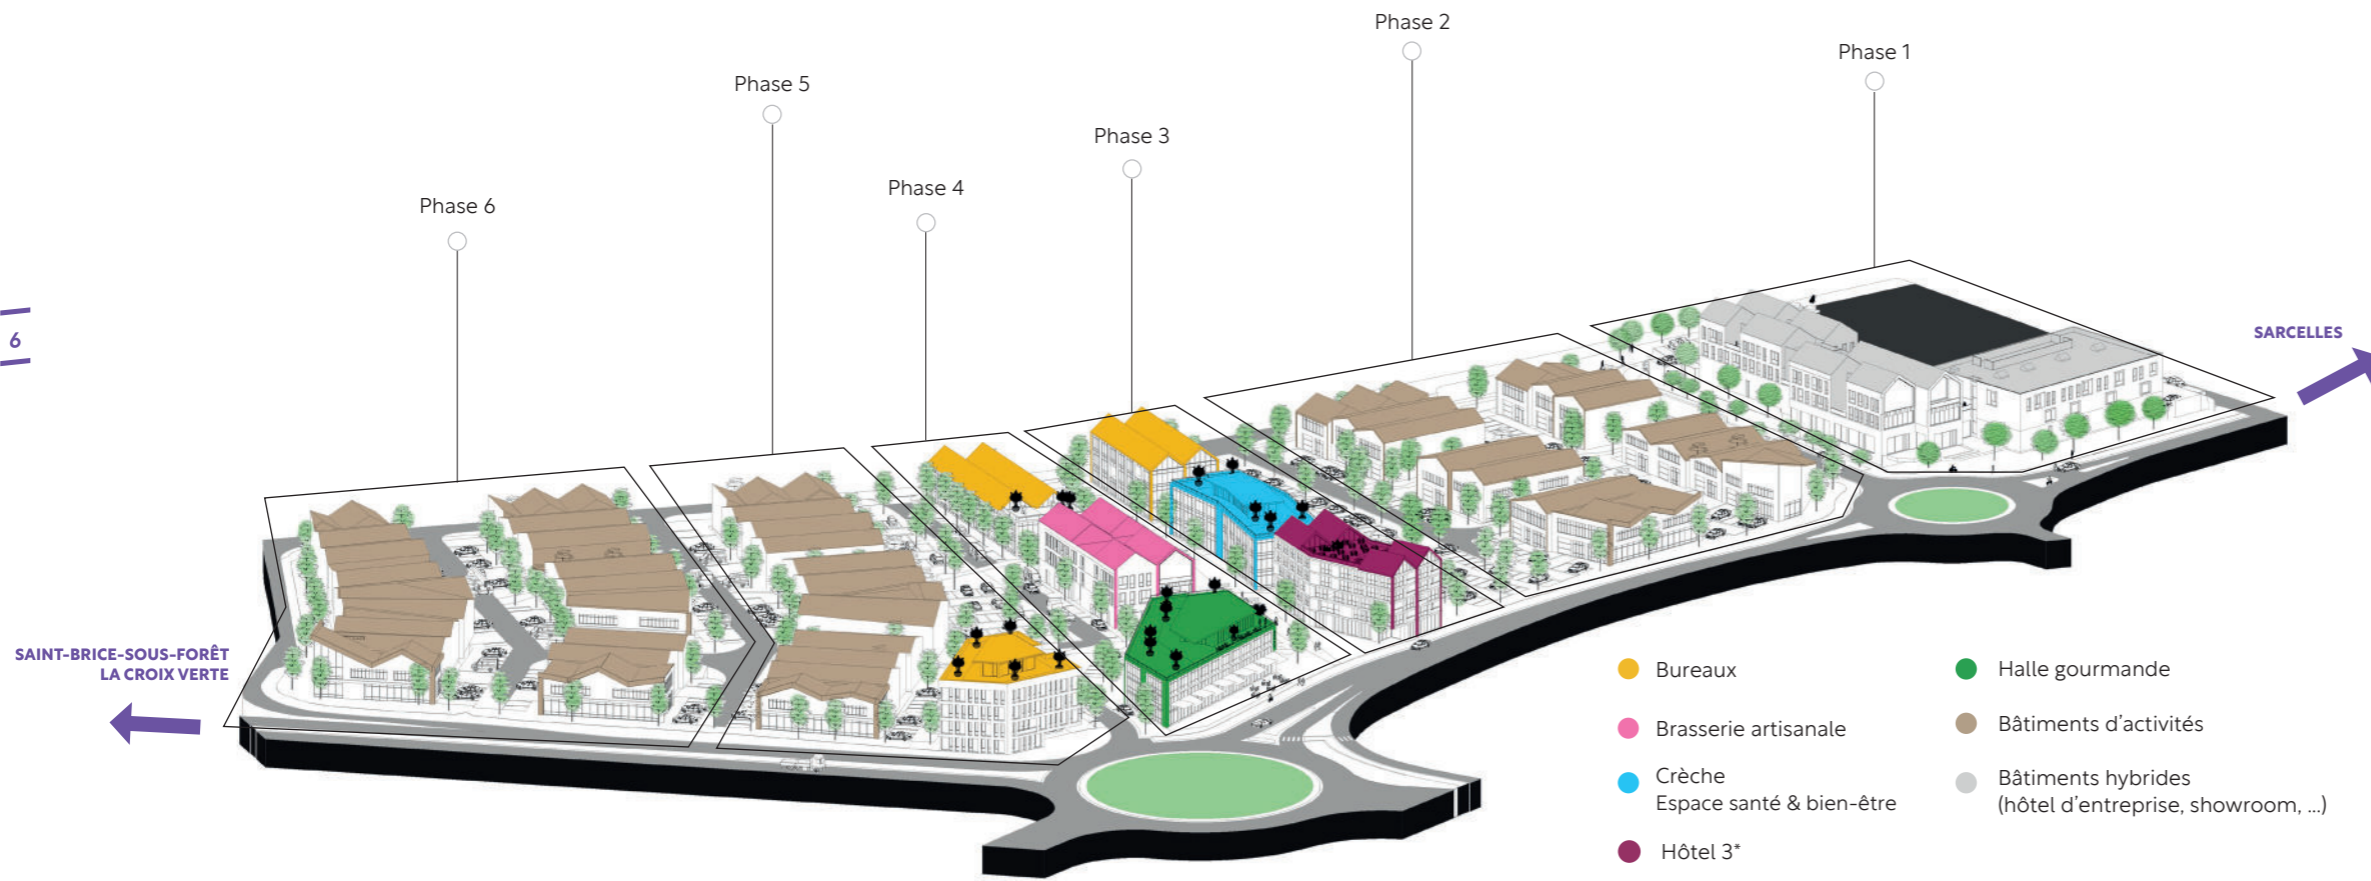 Phase 2
Phase 1
Phase 5
Phase 3
Phase 4
Phase 6
6
SARCELLES
SAINT-BRICE-SOUS-FORÊT
LA CROIX VERTE
Bureaux
Brasserie artisanale
Crèche
Espace santé & bien-être
Hôtel 3*
Halle gourmande
Bâtiments d'activités
Bâtiments hybrides
(hôtel d'entreprise, showroom, ...)